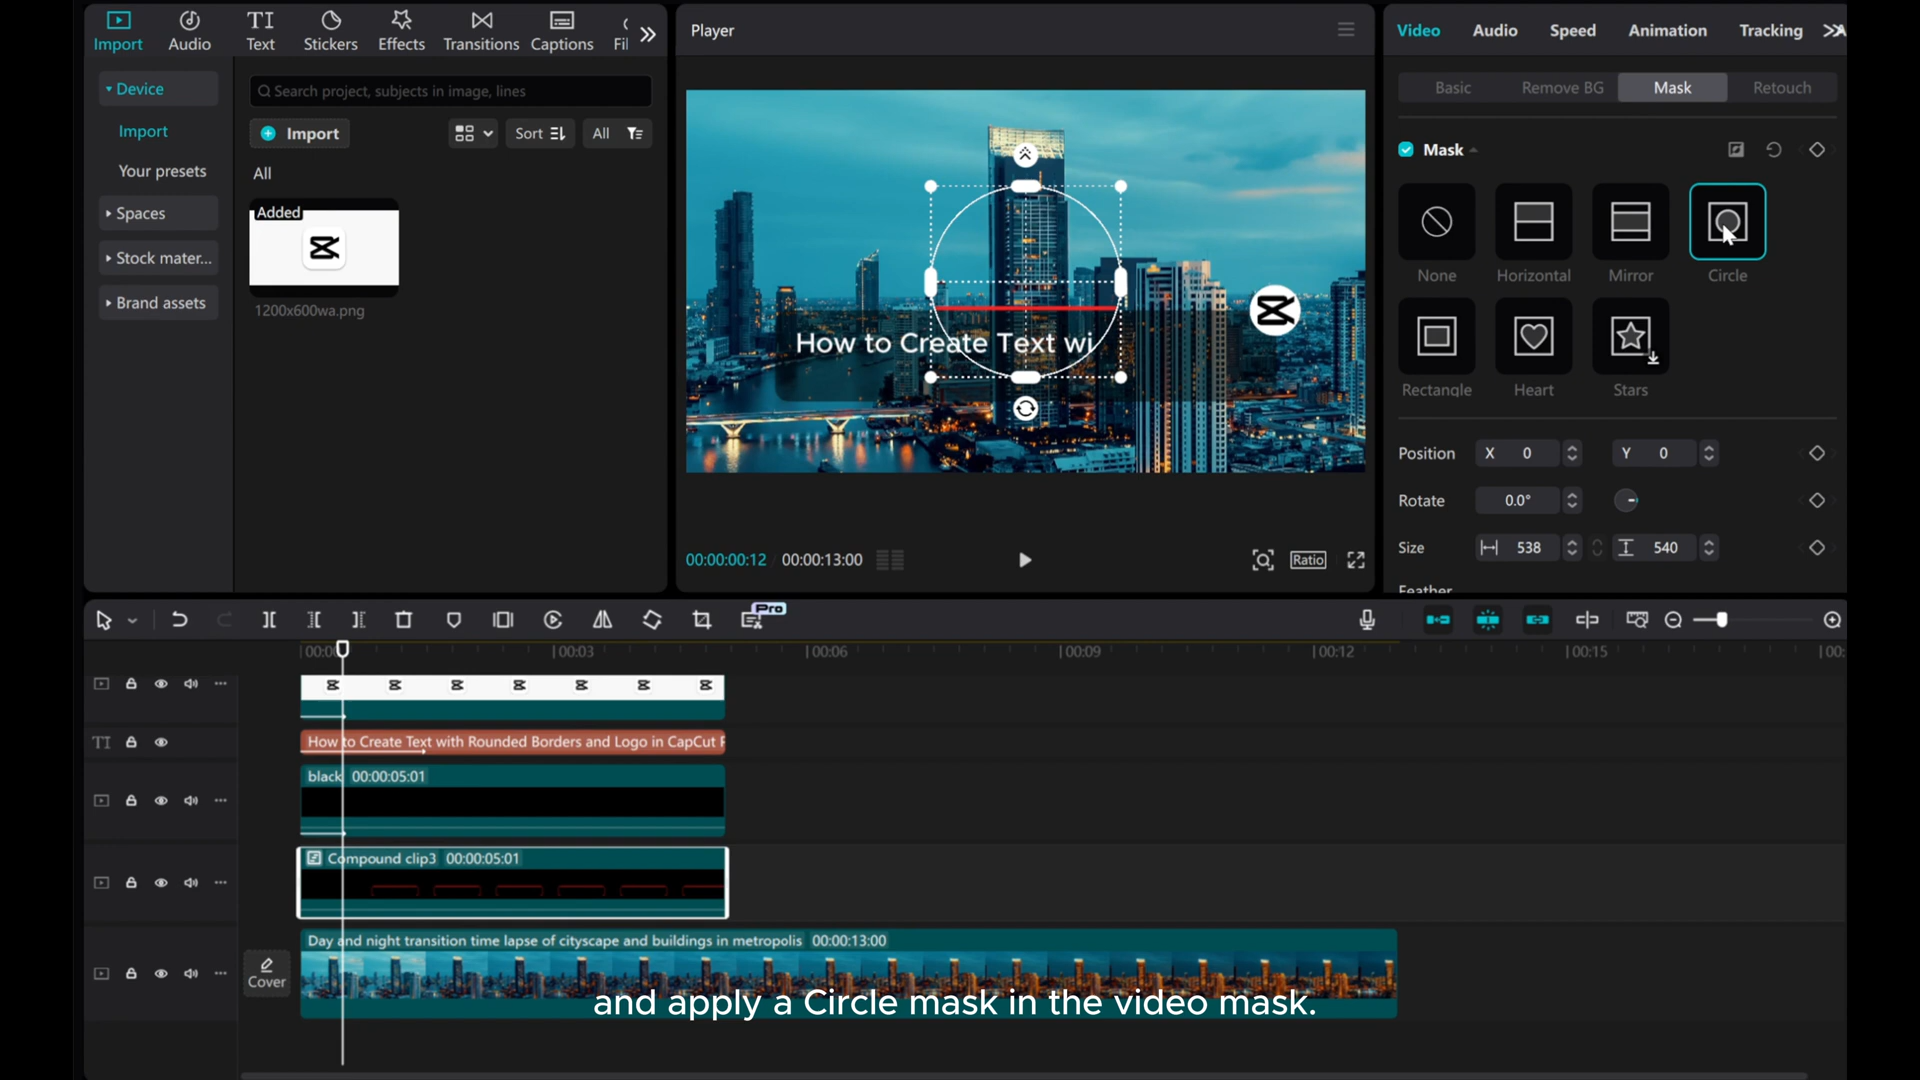 Import
Audio
TI
Text
Stickers
Effects
Transitions
Captions
Fil
Player
Video
Audio
Speed
Animation
Tracking
Device
Import
Your presets
Spaces
Stock mater...
Brand assets
Search project, subjects in image, lines
Import
Sort
All
All
Added
1200x600wa.png
How to Create Text wi
00:00:00:12
00:00:13:00
Ratio
Basic
Remove BG
Mask
Retouch
Mask
None
Horizontal
Mirror
Circle
Rectangle
Heart
Stars
Position
X 0
Y 0
Rotate
0.0°
Size
538
540
Feather
Pro
00:03
00:06
00:09
00:12
00:15
TI
How to Create Text with Rounded Borders and Logo in CapCut P
black 00:00:05:01
Compound clip3 00:00:05:01
Day and night transition time lapse of cityscape and buildings in metropolis 00:00:13:00
Cover
and apply a Circle mask in the video mask.